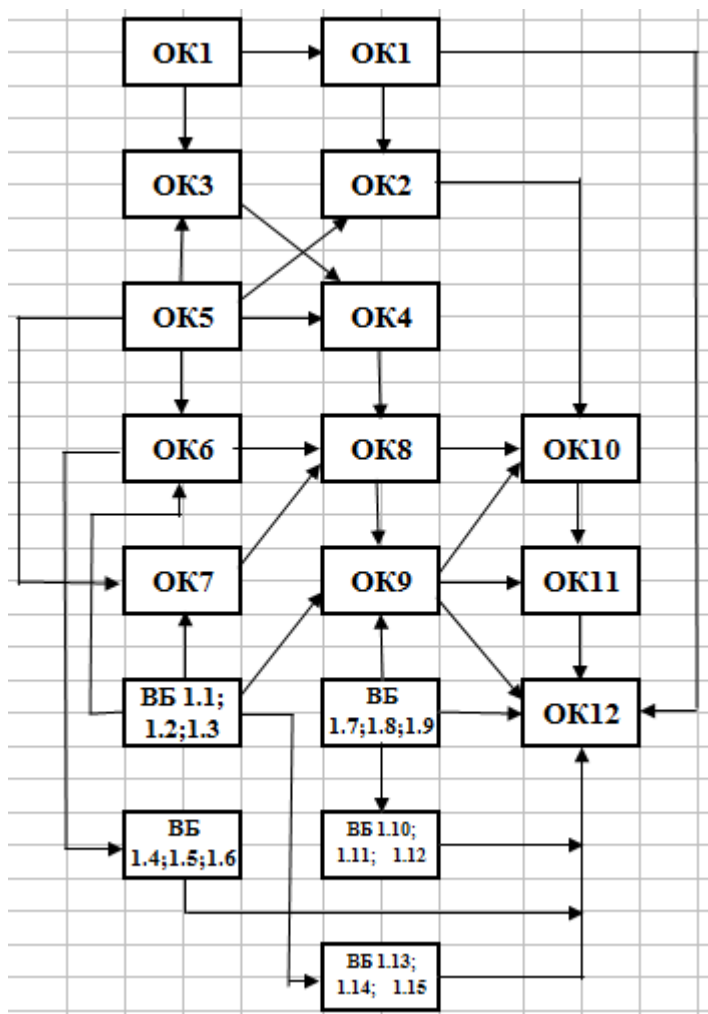 ОК1
ОК1
ОК3
ОК2
ОК5
ОК4
ОК6
ОК8
ОК10
ОК7
ОК9
ОК11
ВБ 1.1;
1.2;1.3
ВБ
1.7;1.8;1.9
ОК12
ВБ
1.4;1.5;1.6
ВБ 1.10;
1.11; 1.12
ВБ 1.13;
1.14; 1.15